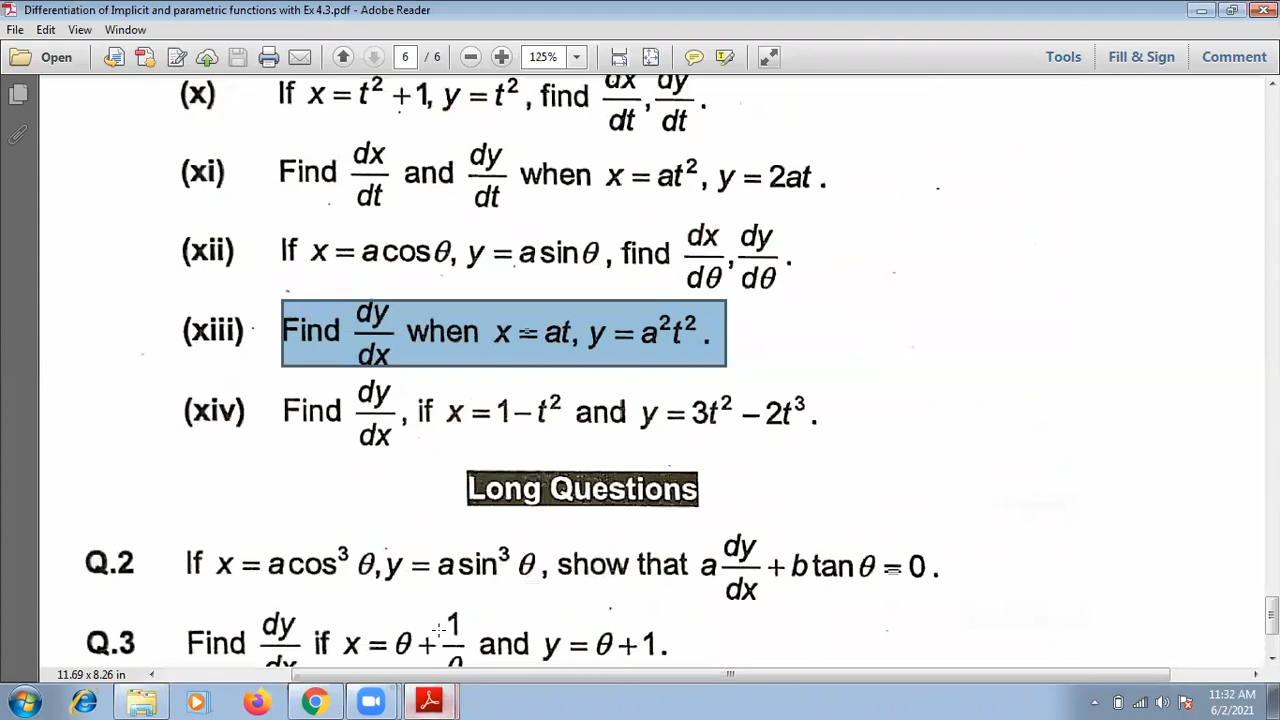 Differentiation of Implicit and parametric functions with Ex 4.3.pdf - Adobe Reader
File Edit View Window
Open 6 / 6 125% Tools Fill & Sign Comment
(x) If x = t² + 1, y = t², find dx/dt, dy/dt.
(xi) Find dx/dt and dy/dt when x = at², y = 2at.
(xii) If x = a cosθ, y = a sinθ, find dx/dθ, dy/dθ.
(xiii) Find dy/dx when x = at, y = a²t².
(xiv) Find dy/dx, if x = 1 – t² and y = 3t² – 2t³.
Long Questions
Q.2 If x = a cos³ θ, y = a sin³ θ, show that a dy/dx + b tan θ = 0.
Q.3 Find dy/dx if x = θ + 1/θ and y = θ + 1.
11.69 x 8.26 in
11:32 AM
6/2/2021